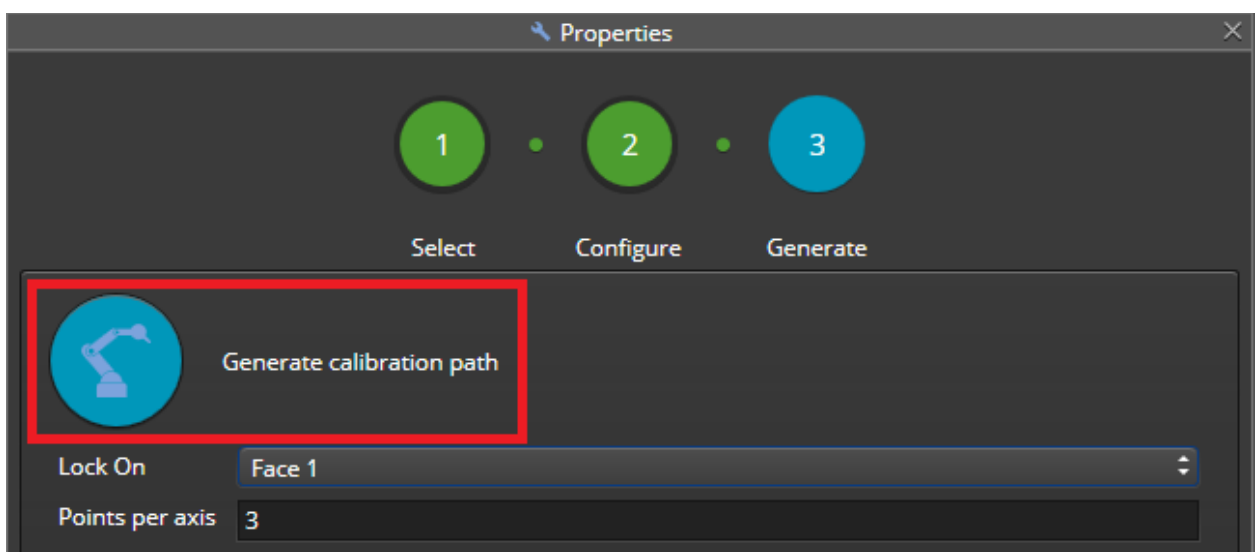 Properties
1 2 3
Select Configure Generate
Generate calibration path
Lock On Face 1
Points per axis 3